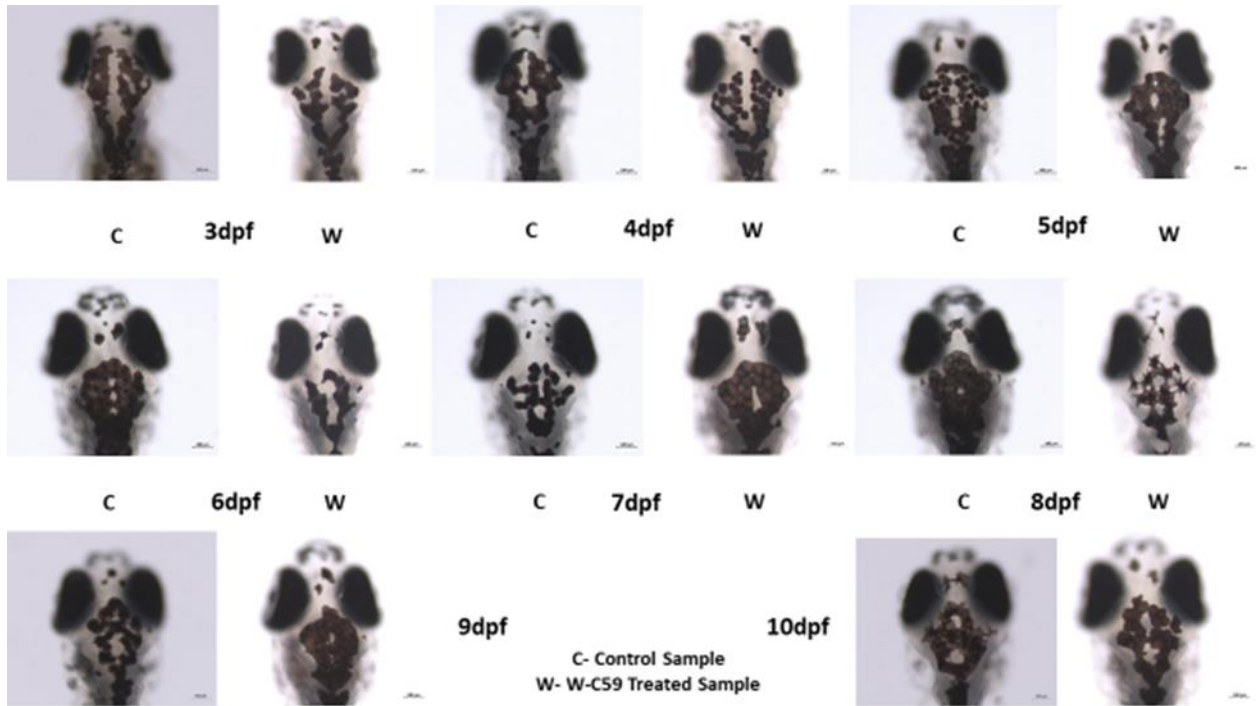 C 3dpf W C 4dpf W C 5dpf W
C 6dpf W C 7dpf W C 8dpf W
9dpf 10dpf
C- Control Sample
W- W-C59 Treated Sample